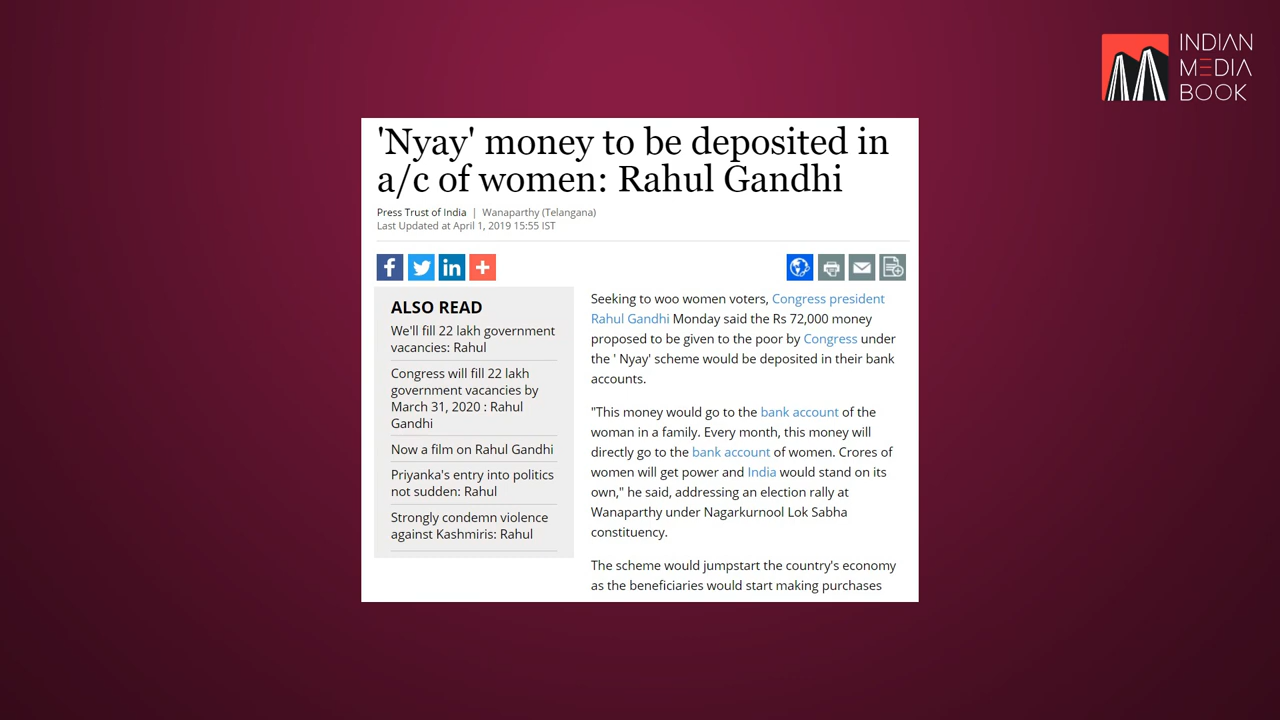 INDIAN
MEDIA
BOOK
'Nyay' money to be deposited in
a/c of women: Rahul Gandhi
Press Trust of India | Wanaparthy (Telangana)
Last Updated at April 1, 2019 15:55 IST
ALSO READ
We'll fill 22 lakh government
vacancies: Rahul
Congress will fill 22 lakh
government vacancies by
March 31, 2020 : Rahul
Gandhi
Now a film on Rahul Gandhi
Priyanka's entry into politics
not sudden: Rahul
Strongly condemn violence
against Kashmiris: Rahul
Seeking to woo women voters, Congress president
Rahul Gandhi Monday said the Rs 72,000 money
proposed to be given to the poor by Congress under
the ' Nyay' scheme would be deposited in their bank
accounts.
"This money would go to the bank account of the
woman in a family. Every month, this money will
directly go to the bank account of women. Crores of
women will get power and India would stand on its
own," he said, addressing an election rally at
Wanaparthy under Nagarkurnool Lok Sabha
constituency.
The scheme would jumpstart the country's economy
as the beneficiaries would start making purchases